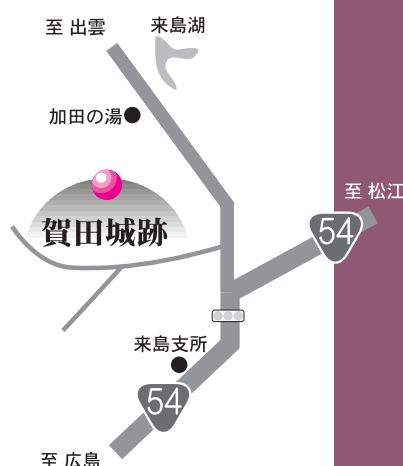 至 出雲
来島湖
加田の湯
至 松江
賀田城跡
54
来島支所
54
至 広島